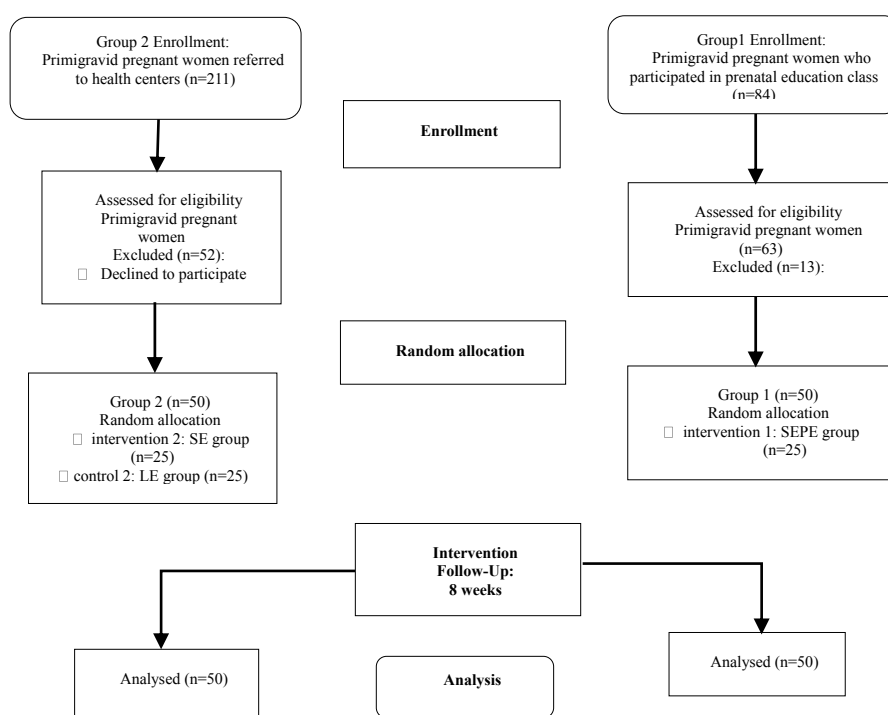 Group 2 Enrollment:
Primigravid pregnant women referred
to health centers (n=211)
Group1 Enrollment:
Primigravid pregnant women who
participated in prenatal education class
(n=84)
Enrollment
Assessed for eligibility
Primigravid pregnant
women
Excluded (n=52):
Declined to participate
Assessed for eligibility
Primigravid pregnant women
(n=63)
Excluded (n=13):
Random allocation
Group 2 (n=50)
Random allocation
intervention 2: SE group
(n=25)
control 2: LE group (n=25)
Group 1 (n=50)
Random allocation
intervention 1: SEPE group
(n=25)
Intervention
Follow-Up:
8 weeks
Analysed (n=50)
Analysis
Analysed (n=50)